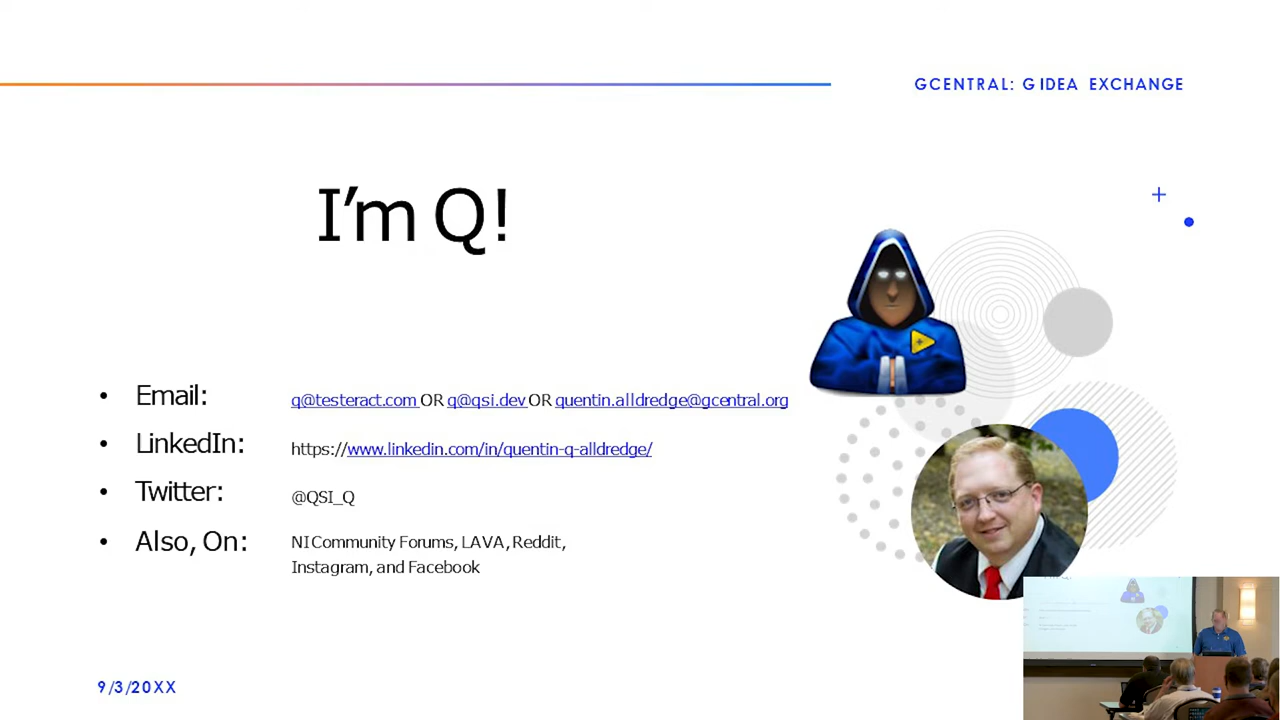 GCENTRAL: G IDEA EXCHANGE
I'm Q!
• Email: q@testeract.com OR q@qsi.dev OR quentin.alldredge@gcentral.org
• LinkedIn: https://www.linkedin.com/in/quentin-q-alldredge/
• Twitter: @QSI_Q
• Also, On: NI Community Forums, LAVA, Reddit,
Instagram, and Facebook
9/3/20XX